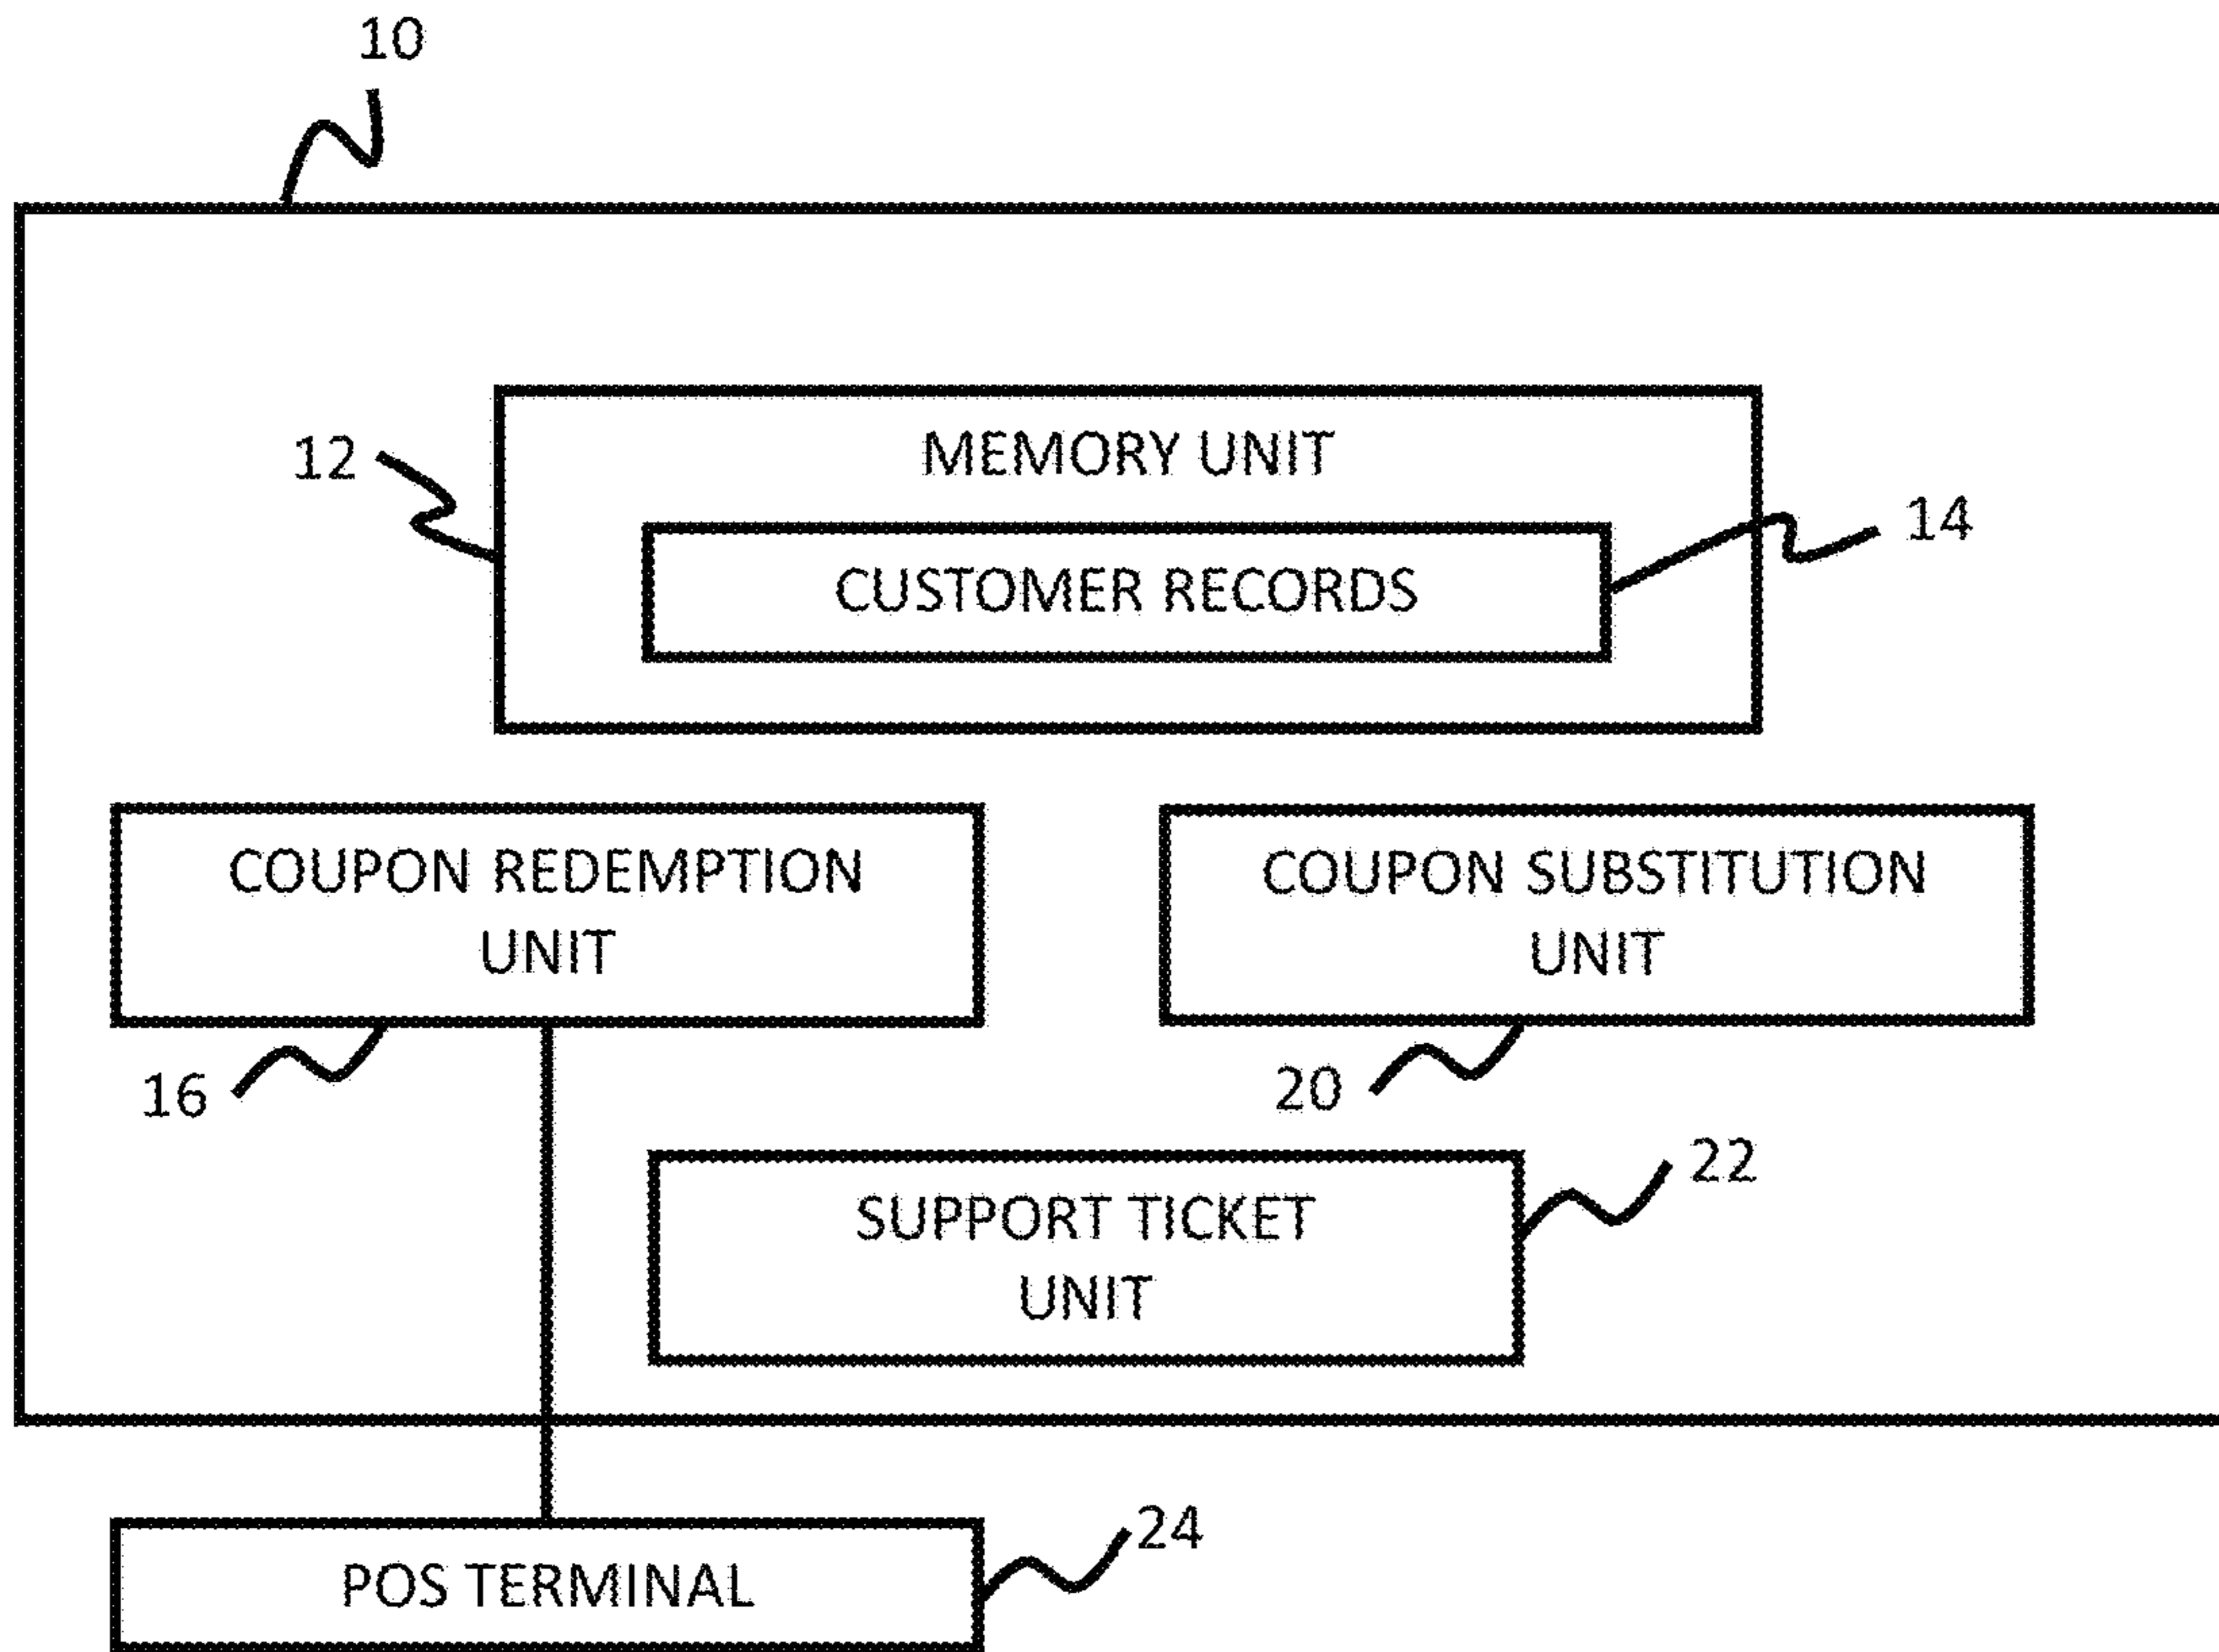 10
MEMORY UNIT
12
14
CUSTOMER RECORDS
COUPON REDEMPTION
UNIT
COUPON SUBSTITUTION
UNIT
16
20
22
SUPPORT TICKET
UNIT
24
POS TERMINAL